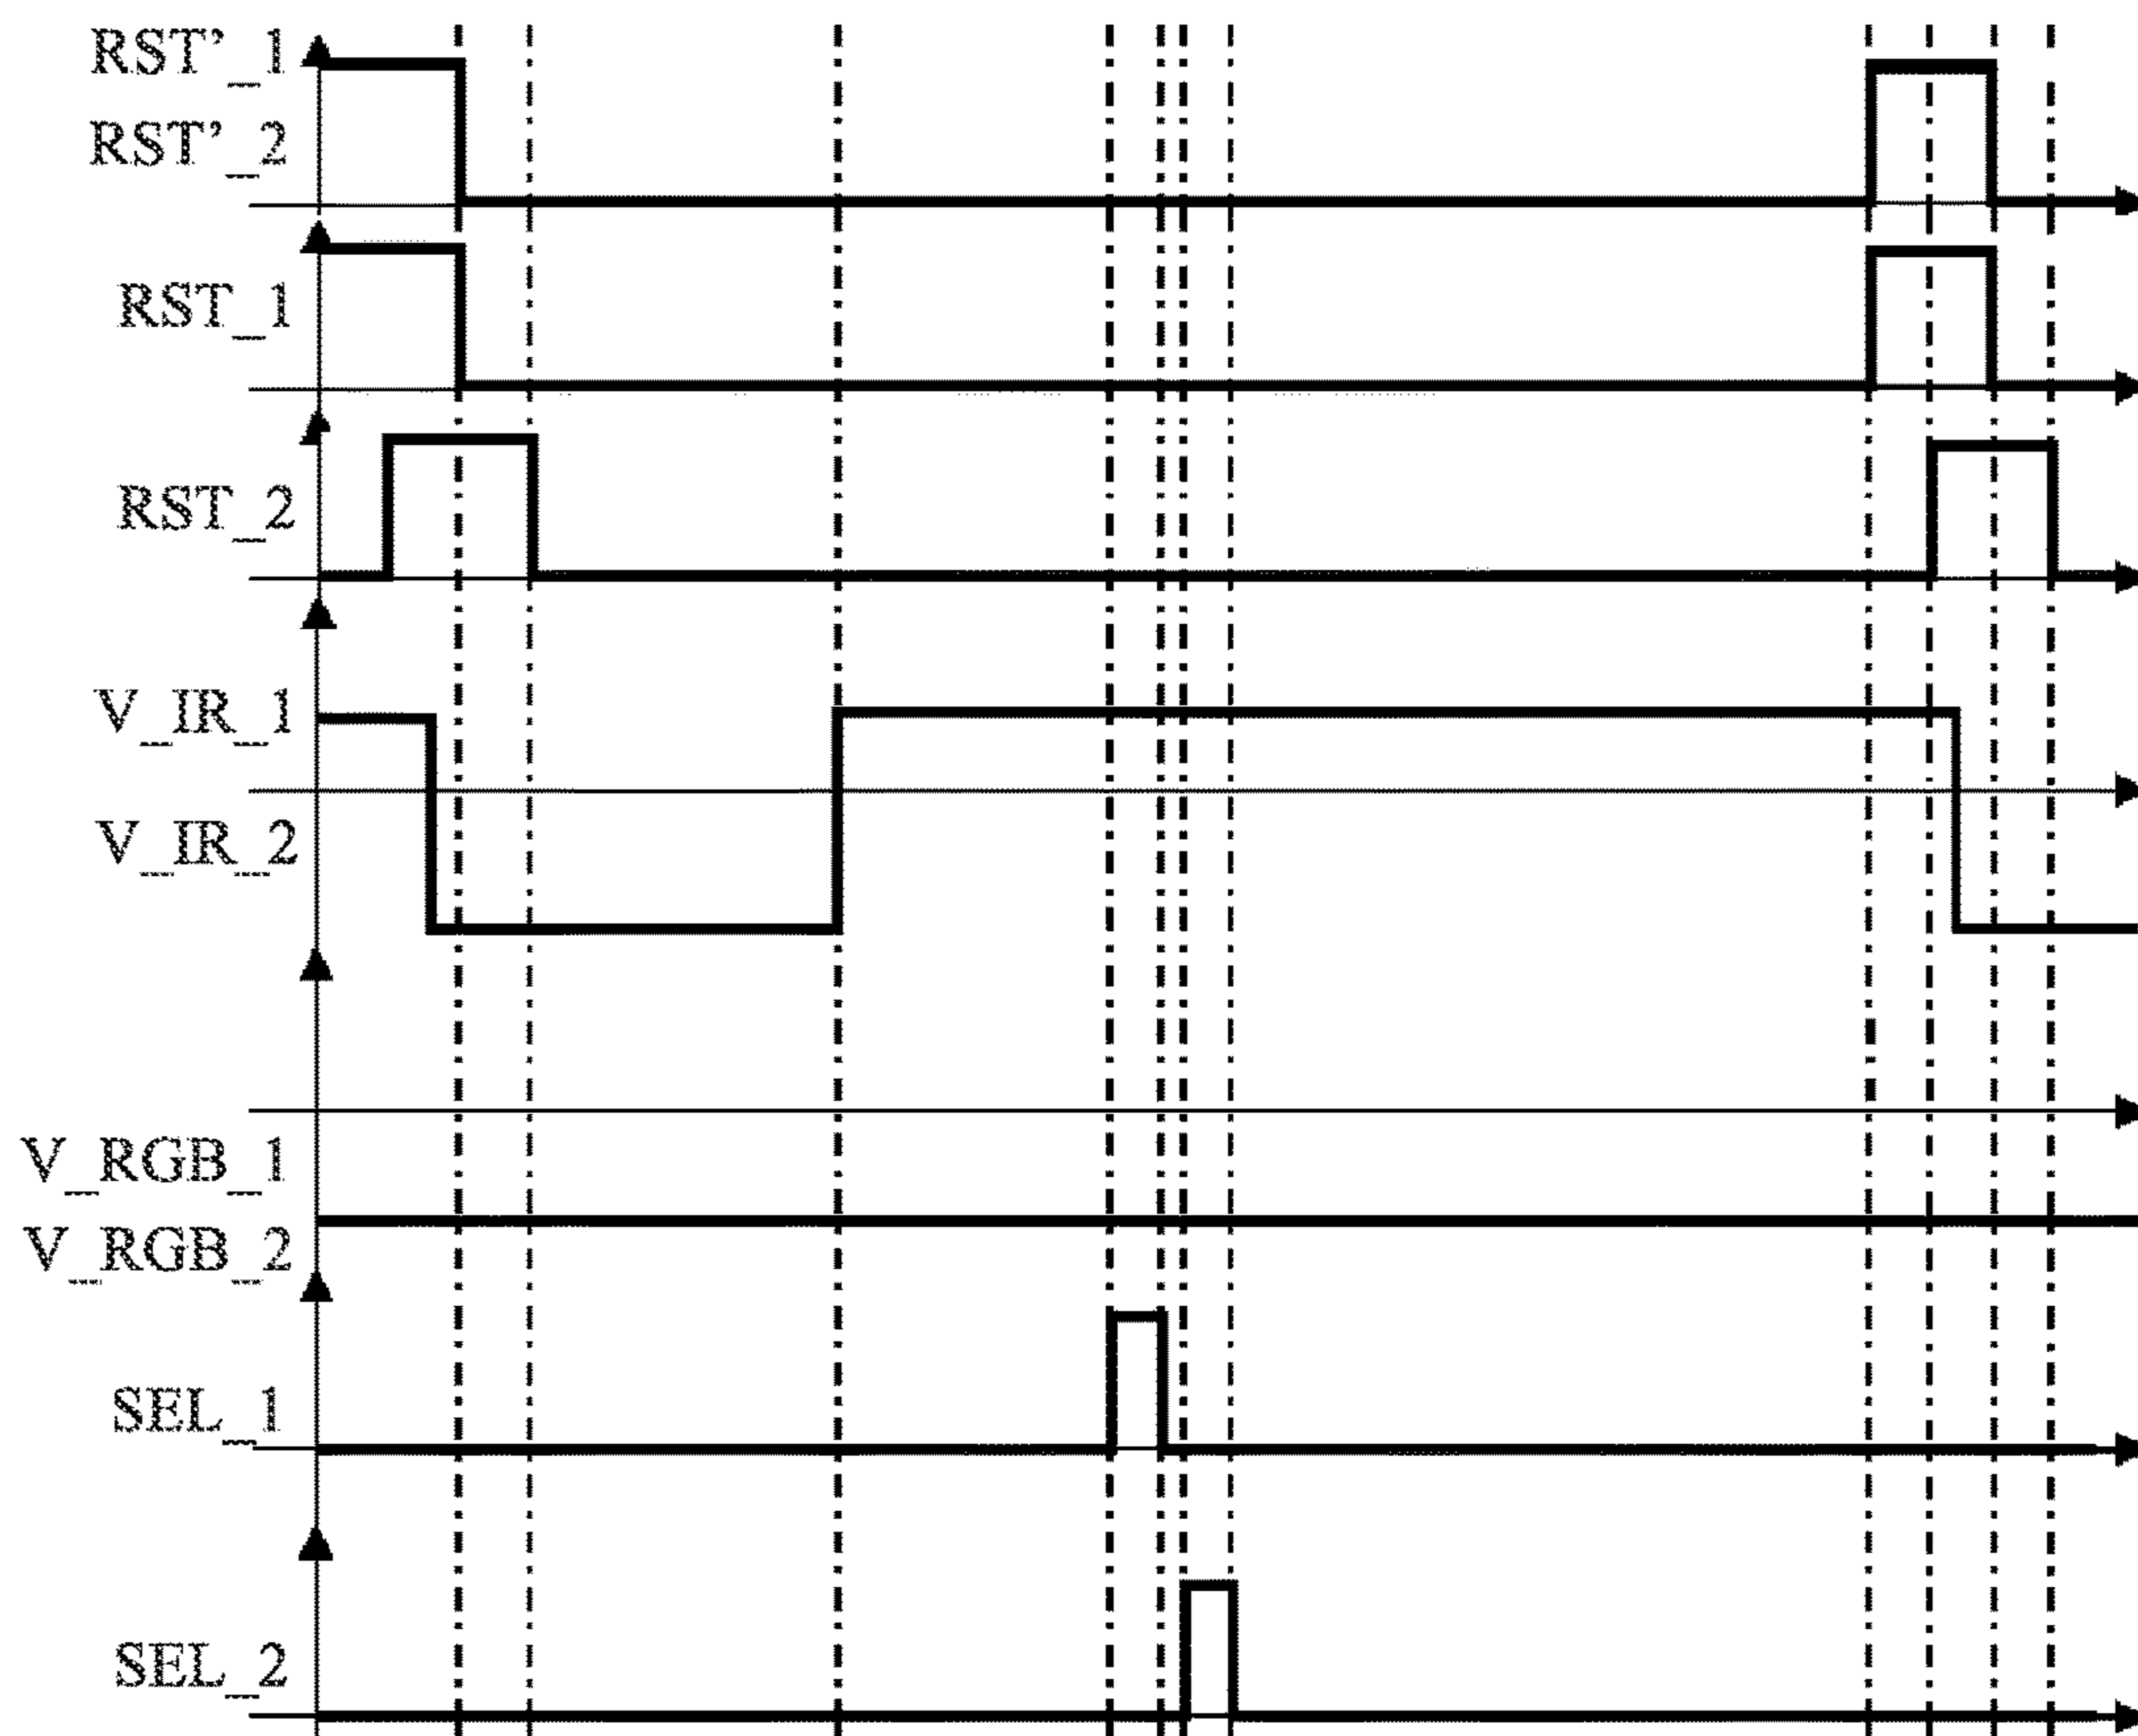 RST’_1
RST’_2
RST_1
RST_2
V_IR_1
V_IR_2
V_RGB_1
V_RGB_2
SEL_1
SEL_2